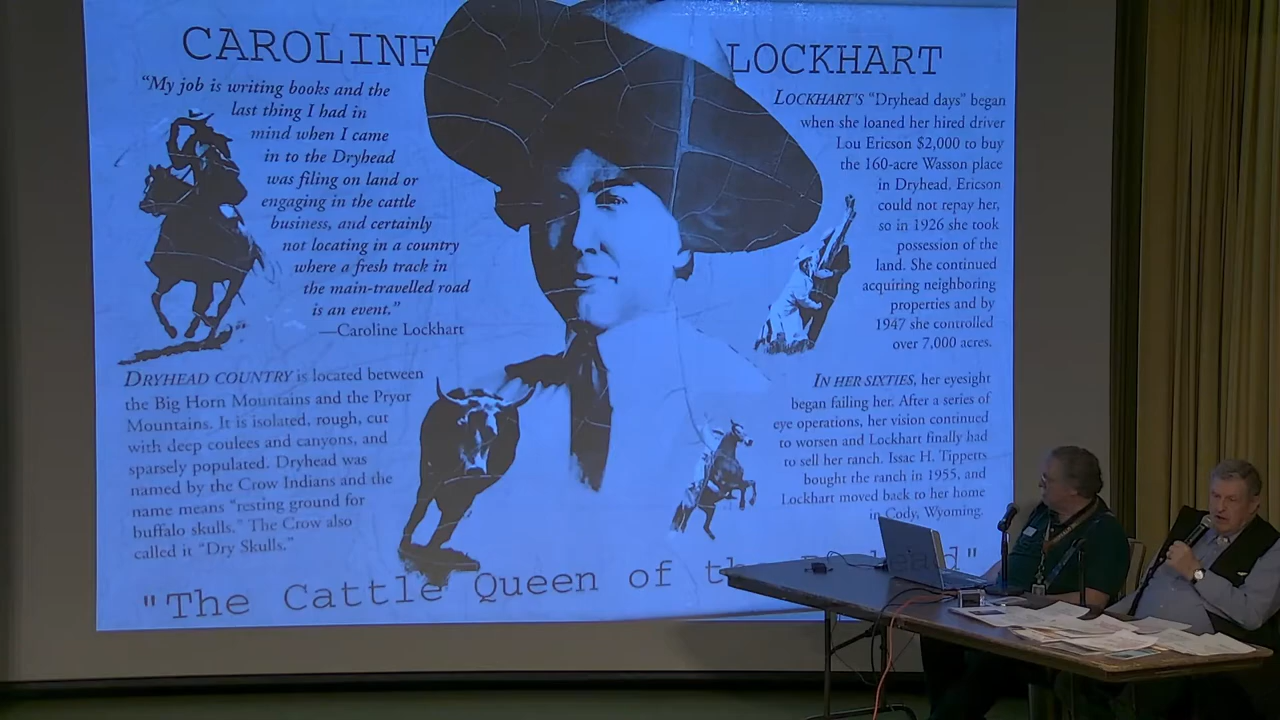 CAROLINE LOCKHART
“My job is writing books and the
last thing I had in
mind when I came
in to the Dryhead
was filing on land or
engaging in the cattle
business, and certainly
not locating in a country
where a fresh track in
the main-travelled road
is an event.”
—Caroline Lockhart
DRYHEAD COUNTRY is located between
the Big Horn Mountains and the Pryor
Mountains. It is isolated, rough, cut
with deep coulees and canyons, and
sparsely populated. Dryhead was
named by the Crow Indians and the
name means “resting ground for
buffalo skulls.” The Crow also
called it “Dry Skulls.”
LOCKHART'S “Dryhead days” began
when she loaned her hired driver
Lou Ericson $2,000 to buy
the 160-acre Wasson place
in Dryhead. Ericson
could not repay her,
so in 1926 she took
possession of the
land. She continued
acquiring neighboring
properties and by
1947 she controlled
over 7,000 acres.
IN HER SIXTIES, her eyesight
began failing her. After a series of
eye operations, her vision continued
to worsen and Lockhart finally had
to sell her ranch. Issac H. Tippetts
bought the ranch in 1955, and
Lockhart moved back to her home
in Cody, Wyoming.
"The Cattle Queen of